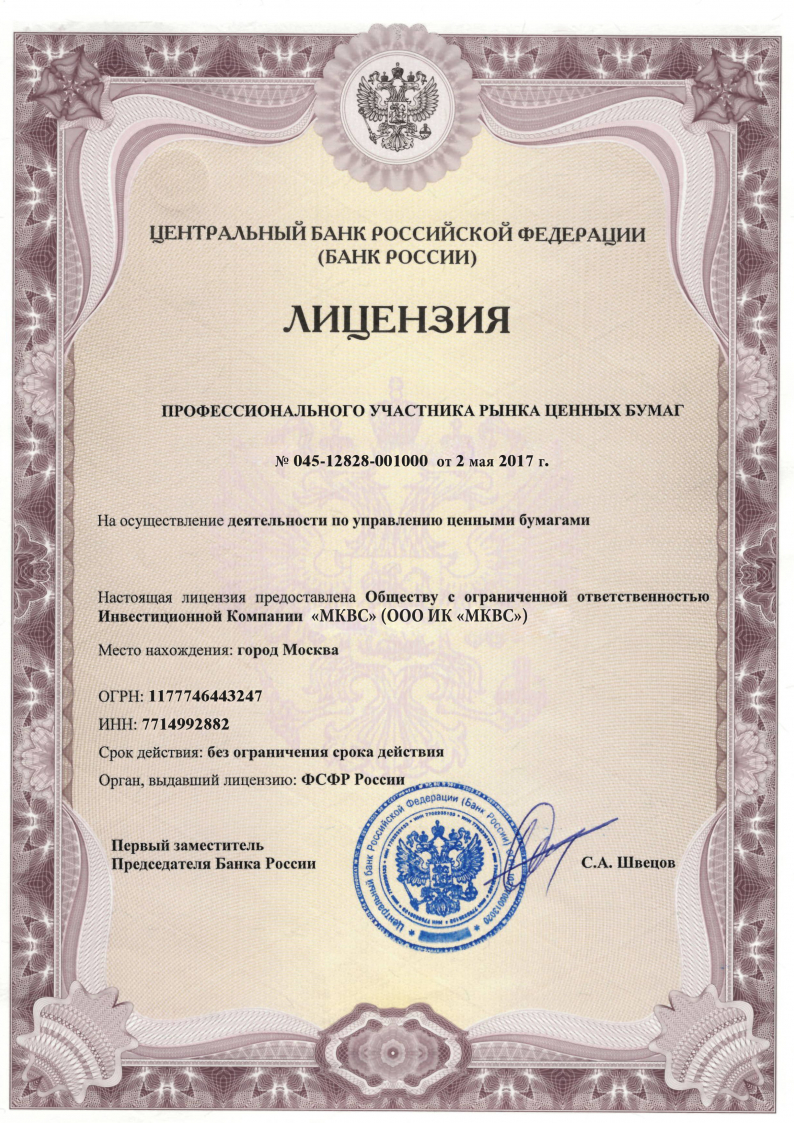 ЦЕНТРАЛЬНЫЙ БАНК РОССИЙСКОЙ ФЕДЕРАЦИИ
(БАНК РОССИИ)
ЛИЦЕНЗИЯ
ПРОФЕССИОНАЛЬНОГО УЧАСТНИКА РЫНКА ЦЕННЫХ БУМАГ
№ 045-12828-001000 от 2 мая 2017 г.
На осуществление деятельности по управлению ценными бумагами
Настоящая лицензия предоставлена Обществу с ограниченной ответственностью
Инвестиционной Компании «МКВС» (ООО ИК «МКВС»)
Место нахождения: город Москва
ОГРН: 1177746443247
ИНН: 7714992882
Срок действия: без ограничения срока действия
Орган, выдавший лицензию: ФСФР России
Центральный банк Российской Федерации (Банк России)
Первый заместитель
Председателя Банка России
С.А. Швецов